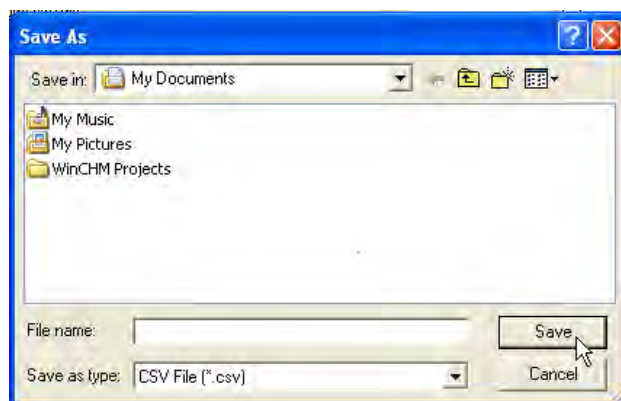 Save As
Save in: My Documents
My Music
My Pictures
WinCHM Projects
File name: Save
Save as type: CSV File (*.csv) Cancel